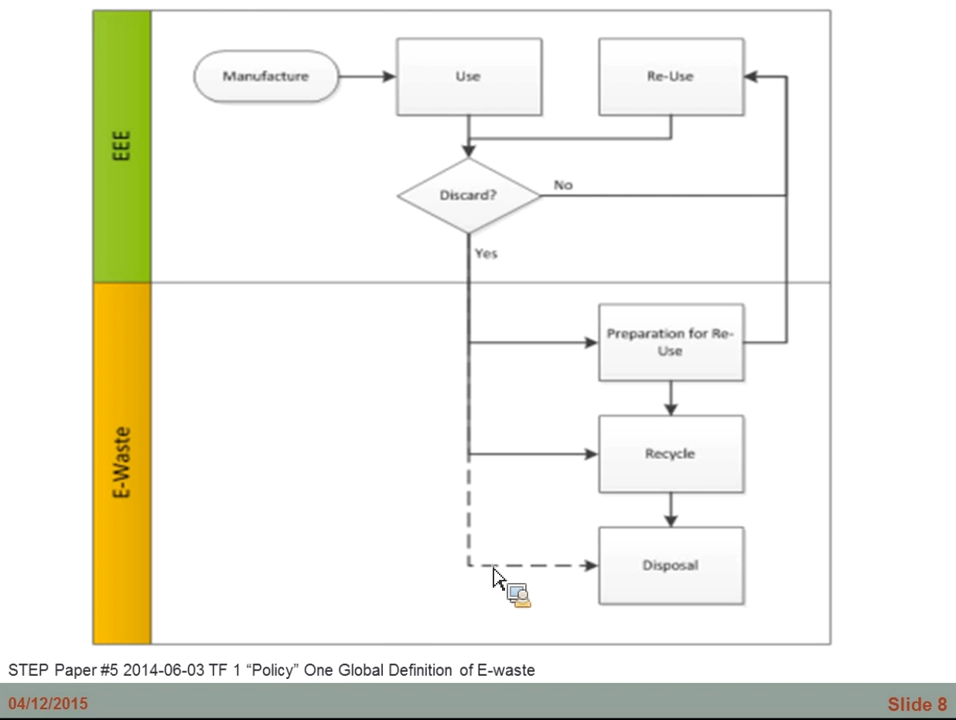 EEE
Manufacture
Use
Re-Use
Discard?
No
Yes
E-Waste
Preparation for Re-
Use
Recycle
Disposal
STEP Paper #5 2014-06-03 TF 1 “Policy” One Global Definition of E-waste
04/12/2015
Slide 8